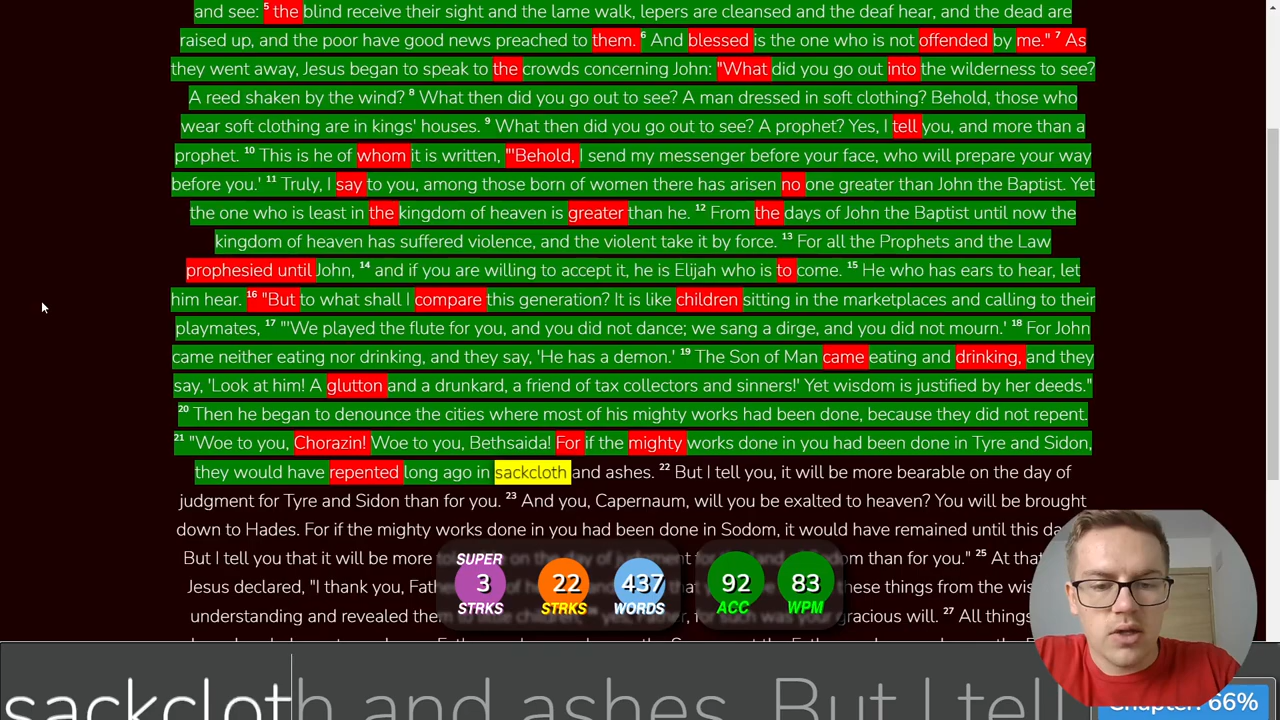 and see: 5 the blind receive their sight and the lame walk, lepers are cleansed and the deaf hear, and the dead are
raised up, and the poor have good news preached to them. 6 And blessed is the one who is not offended by me." 7 As
they went away, Jesus began to speak to the crowds concerning John: "What did you go out into the wilderness to see?
A reed shaken by the wind? 8 What then did you go out to see? A man dressed in soft clothing? Behold, those who
wear soft clothing are in kings' houses. 9 What then did you go out to see? A prophet? Yes, I tell you, and more than a
prophet. 10 This is he of whom it is written, "'Behold, I send my messenger before your face, who will prepare your way
before you.' 11 Truly, I say to you, among those born of women there has arisen no one greater than John the Baptist. Yet
the one who is least in the kingdom of heaven is greater than he. 12 From the days of John the Baptist until now the
kingdom of heaven has suffered violence, and the violent take it by force. 13 For all the Prophets and the Law
prophesied until John, 14 and if you are willing to accept it, he is Elijah who is to come. 15 He who has ears to hear, let
him hear. 16 "But to what shall I compare this generation? It is like children sitting in the marketplaces and calling to their
playmates, 17 "'We played the flute for you, and you did not dance; we sang a dirge, and you did not mourn.' 18 For John
came neither eating nor drinking, and they say, 'He has a demon.' 19 The Son of Man came eating and drinking, and they
say, 'Look at him! A glutton and a drunkard, a friend of tax collectors and sinners!' Yet wisdom is justified by her deeds."
20 Then he began to denounce the cities where most of his mighty works had been done, because they did not repent.
21 "Woe to you, Chorazin! Woe to you, Bethsaida! For if the mighty works done in you had been done in Tyre and Sidon,
they would have repented long ago in sackcloth and ashes. 22 But I tell you, it will be more bearable on the day of
judgment for Tyre and Sidon than for you. 23 And you, Capernaum, will you be exalted to heaven? You will be brought
down to Hades. For if the mighty works done in you had been done in Sodom, it would have remained until this
But I tell you that it will be more on the day of for than for you." 25 At
Jesus declared, "I thank you, these things from the
understanding and revealed gracious will. 27 All things
SUPER
3 22 437 92 83
STRKS STRKS WORDS ACC WPM
sackcloth and ashes. But I tell
Chapter: 66%